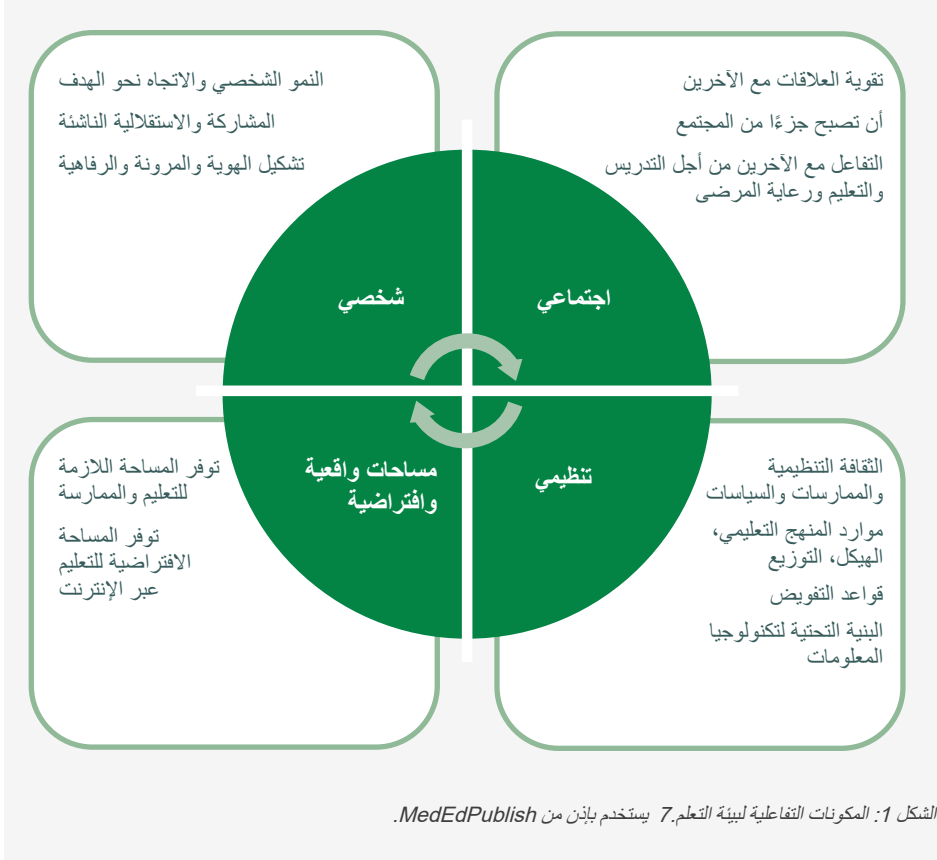 تقوية العلاقات مع الآخرين
أن تصبح جزءًا من المجتمع
التفاعل مع الآخرين من أجل التدريس
والتعليم ورعاية المرضى
النمو الشخصي والاتجاه نحو الهدف
المشاركة والاستقلالية الناشئة
تشكيل الهوية والمرونة والرفاهية
اجتماعي
شخصي
تنظيمي
مساحات واقعية
وافتراضية
الثقافة التنظيمية
والممارسات والسياسات
موارد المنهج التعليمي،
الهيكل، التوزيع
قواعد التفويض
البنية التحتية لتكنولوجيا
المعلومات
توفر المساحة اللازمة
للتعليم والممارسة
توفر المساحة
الافتراضية للتعليم
عبر الإنترنت
الشكل 1: المكونات التفاعلية لبيئة التعلم.7 يستخدم بإذن من MedEdPublish.